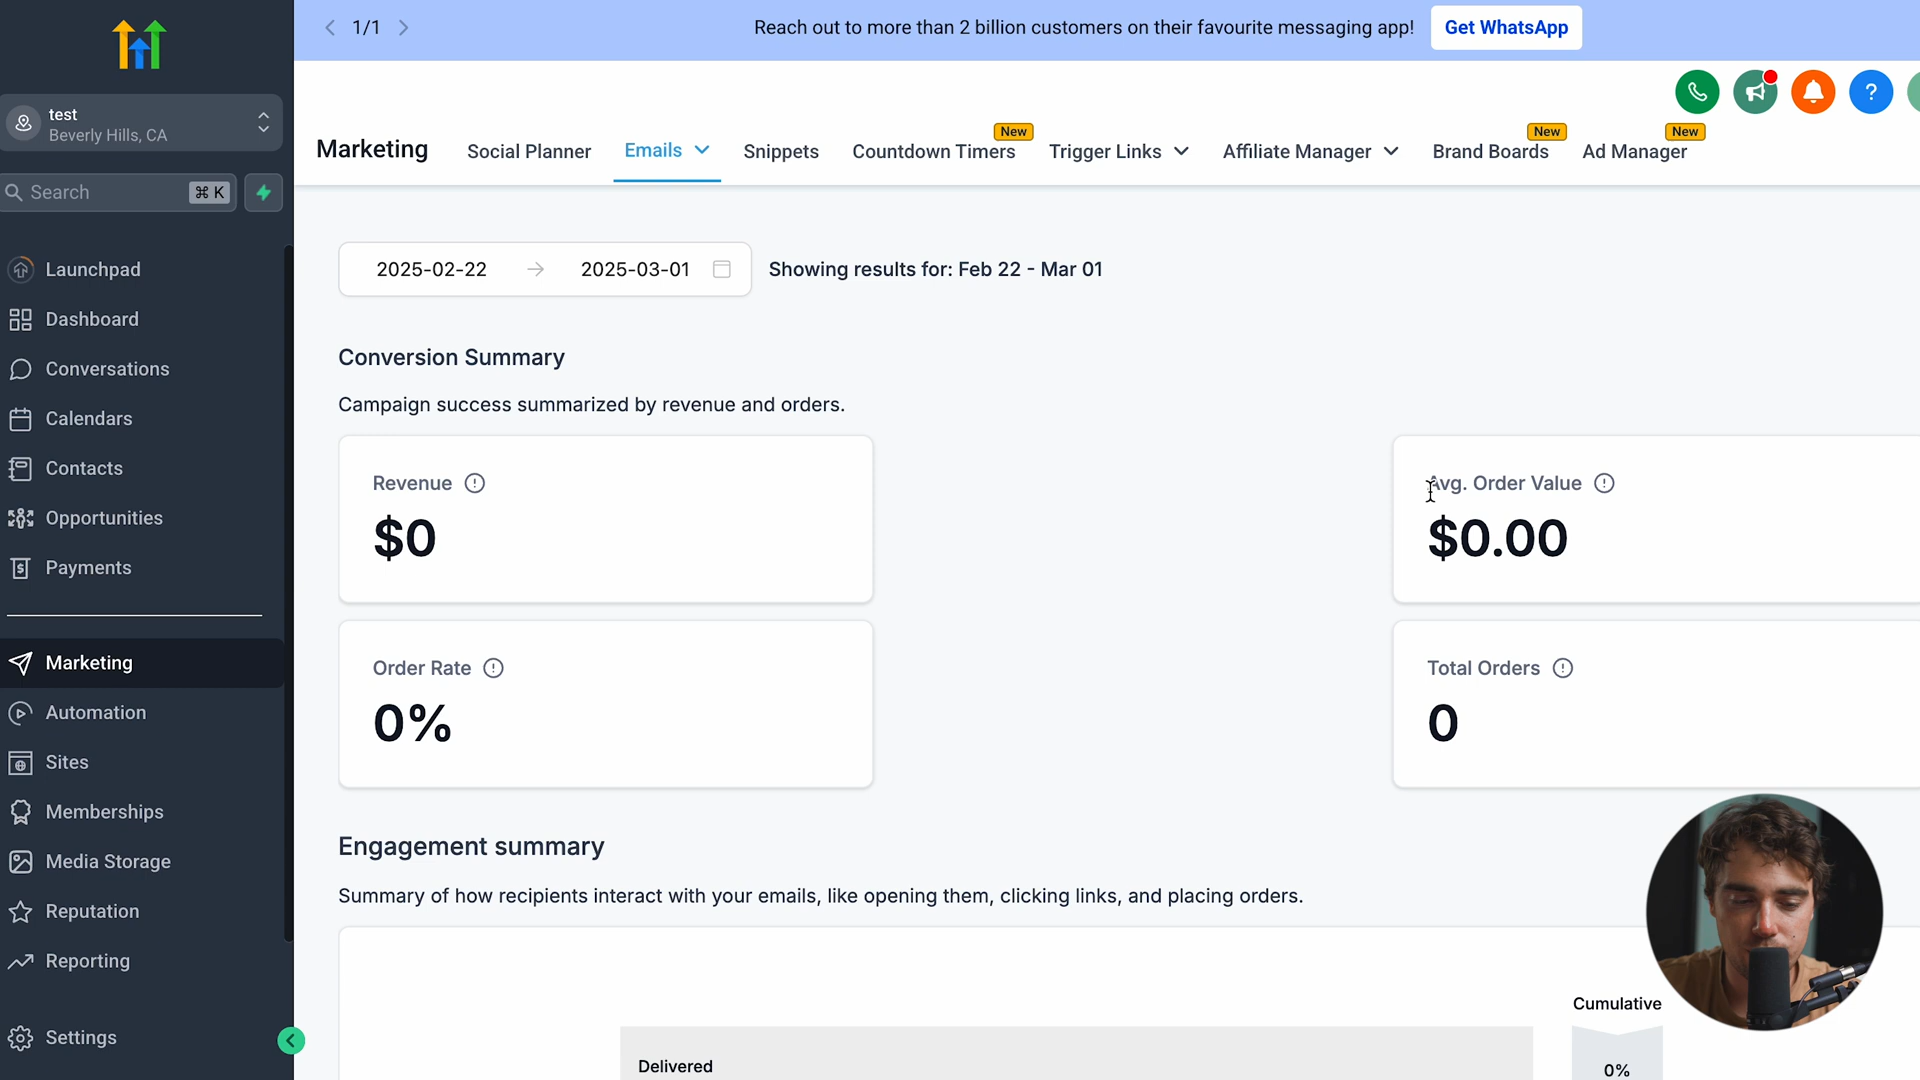 1/1
Reach out to more than 2 billion customers on their favourite messaging app!
Get WhatsApp
test
Beverly Hills, CA
Search
⌘ K
Launchpad
Dashboard
Conversations
Calendars
Contacts
Opportunities
Payments
Marketing
Automation
Sites
Memberships
Media Storage
Reputation
Reporting
Settings
Marketing
Social Planner
Emails
Snippets
Countdown Timers
New
Trigger Links
Affiliate Manager
Brand Boards
New
Ad Manager
New
2025-02-22
2025-03-01
Showing results for: Feb 22 - Mar 01
Conversion Summary
Campaign success summarized by revenue and orders.
Revenue
$0
Avg. Order Value
$0.00
Order Rate
0%
Total Orders
0
Engagement summary
Summary of how recipients interact with your emails, like opening them, clicking links, and placing orders.
Cumulative
Delivered
0%